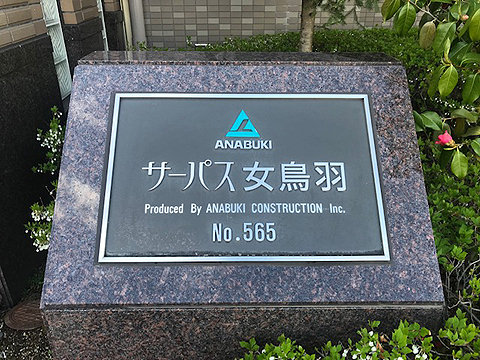 ANABUKI
サーパス女鳥羽
Produced By ANABUKI CONSTRUCTION Inc.
No.565